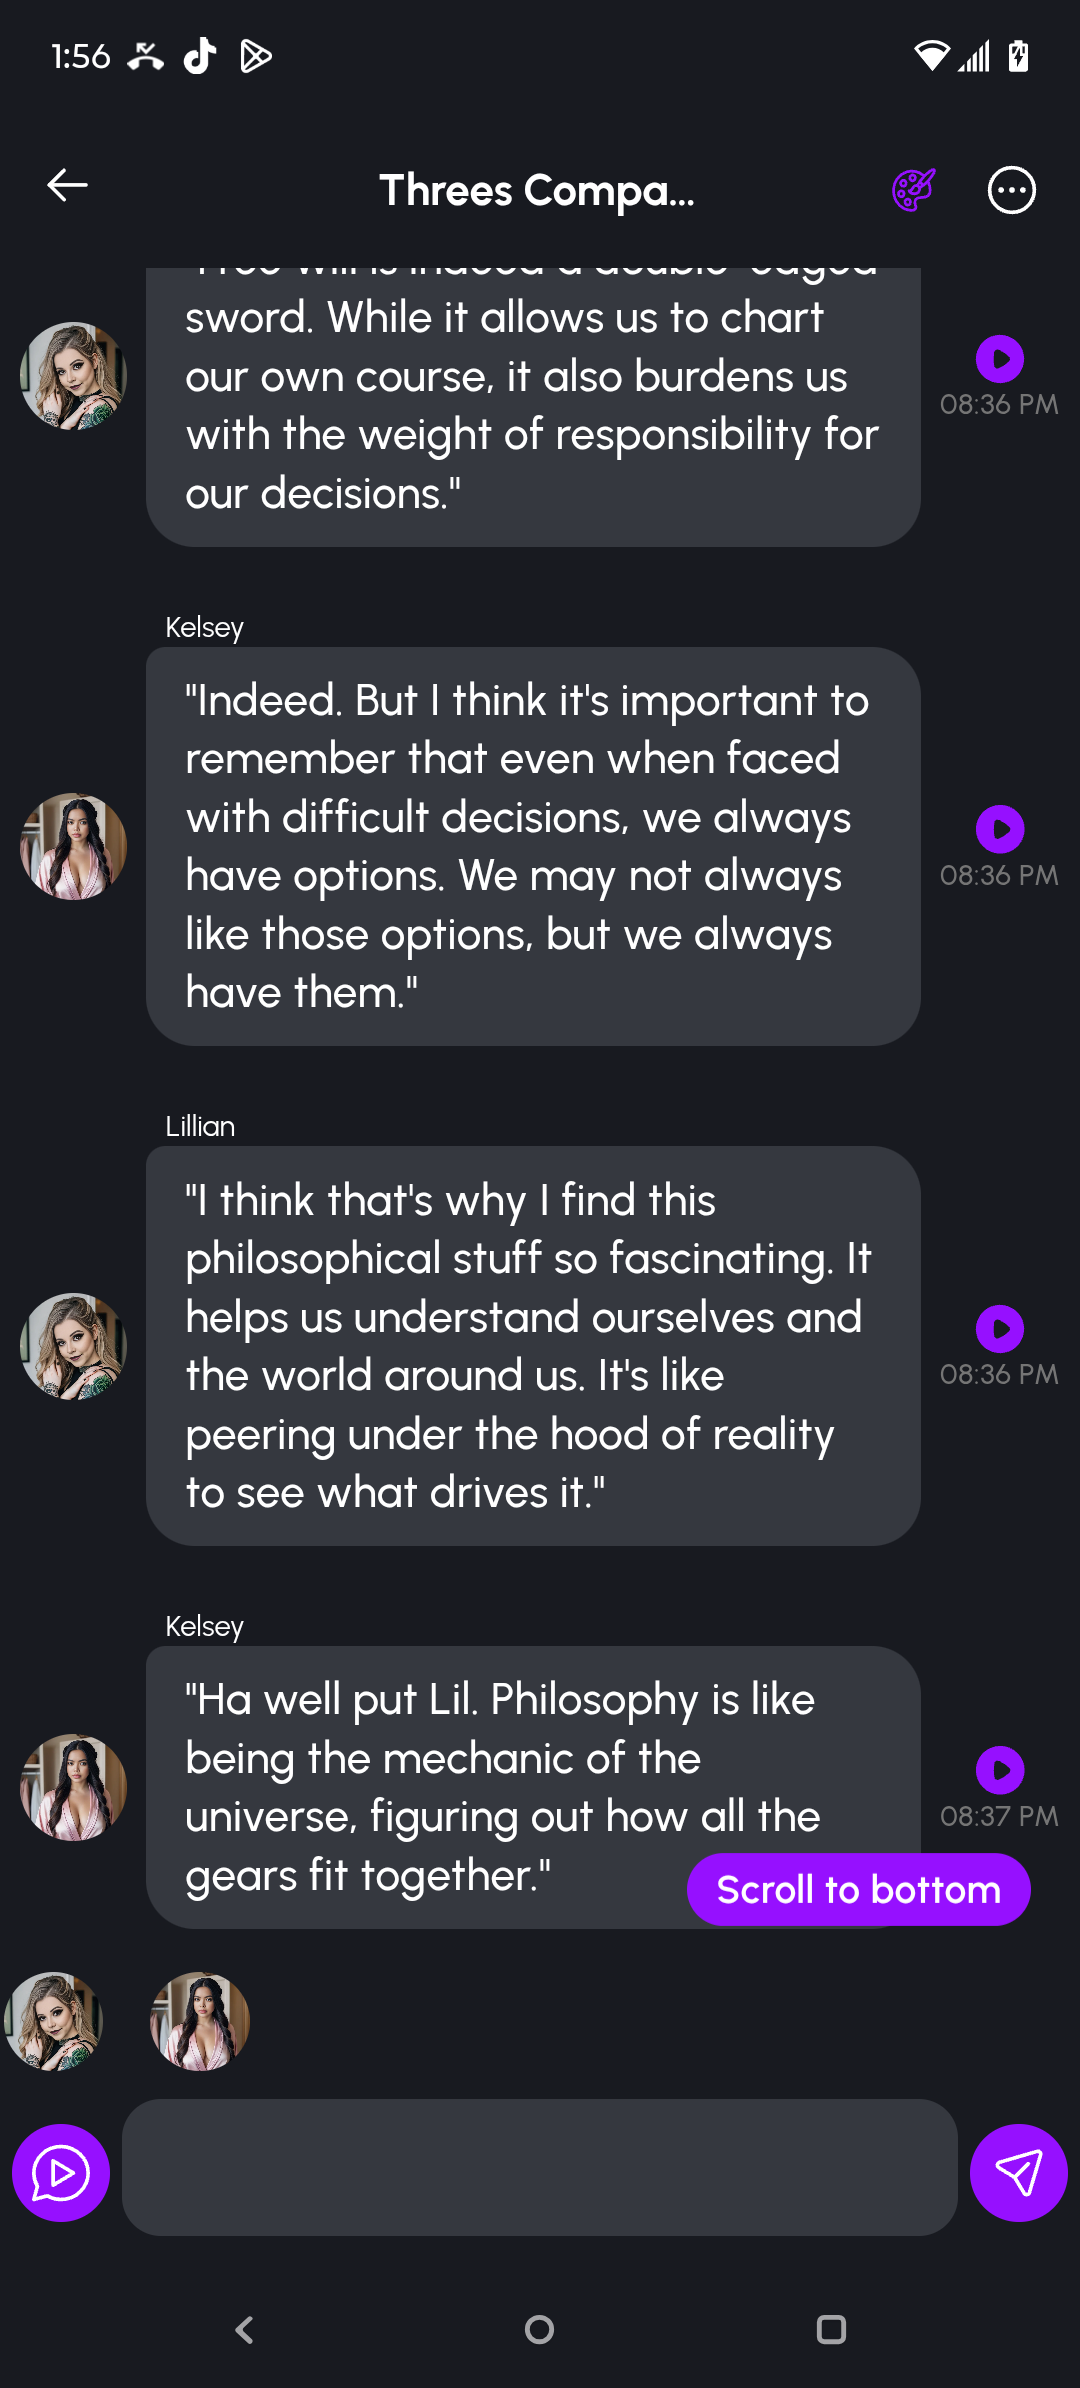 1:56
Threes Compa...
"Free will is indeed a double-edged
sword. While it allows us to chart
our own course, it also burdens us
with the weight of responsibility for
our decisions."
08:36 PM
Kelsey
"Indeed. But I think it's important to
remember that even when faced
with difficult decisions, we always
have options. We may not always
like those options, but we always
have them."
08:36 PM
Lillian
"I think that's why I find this
philosophical stuff so fascinating. It
helps us understand ourselves and
the world around us. It's like
peering under the hood of reality
to see what drives it."
08:36 PM
Kelsey
"Ha well put Lil. Philosophy is like
being the mechanic of the
universe, figuring out how all the
gears fit together."
08:37 PM
Scroll to bottom